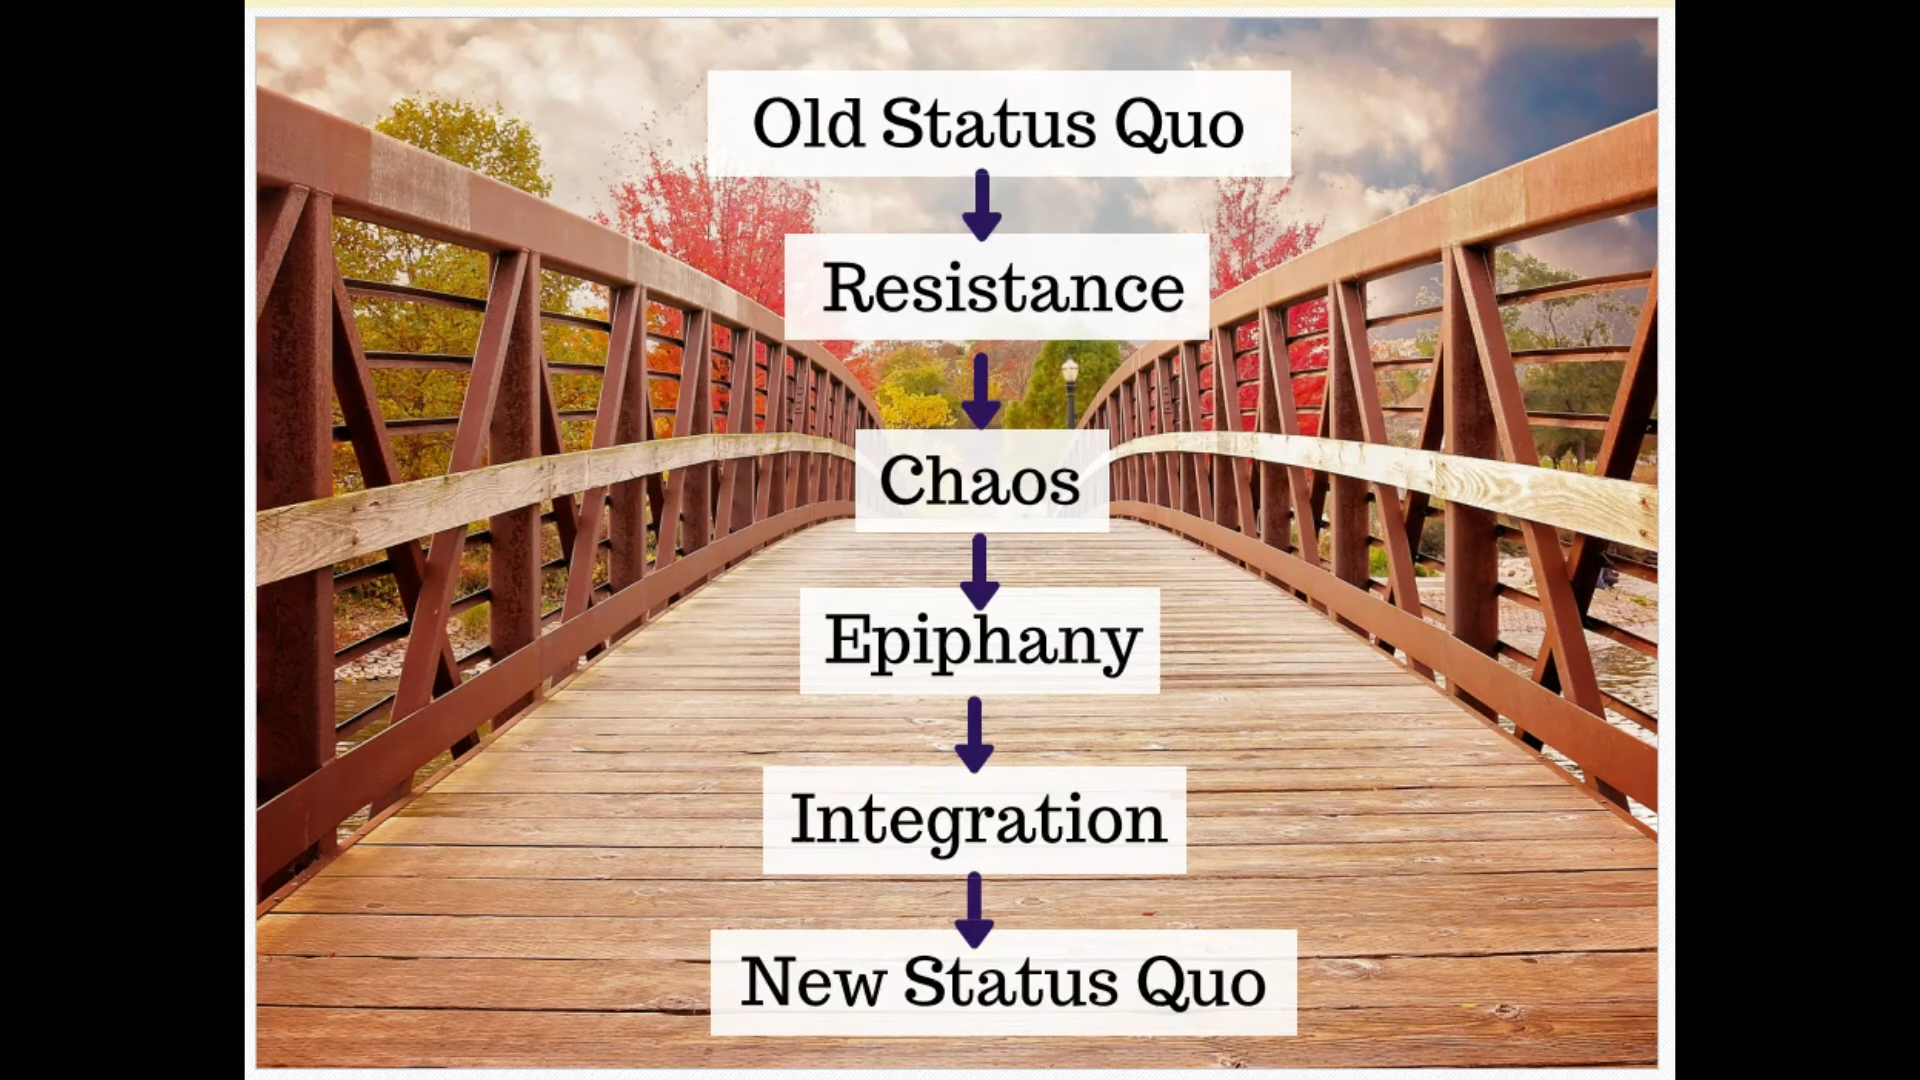 Old Status Quo
Resistance
Chaos
Epiphany
Integration
New Status Quo